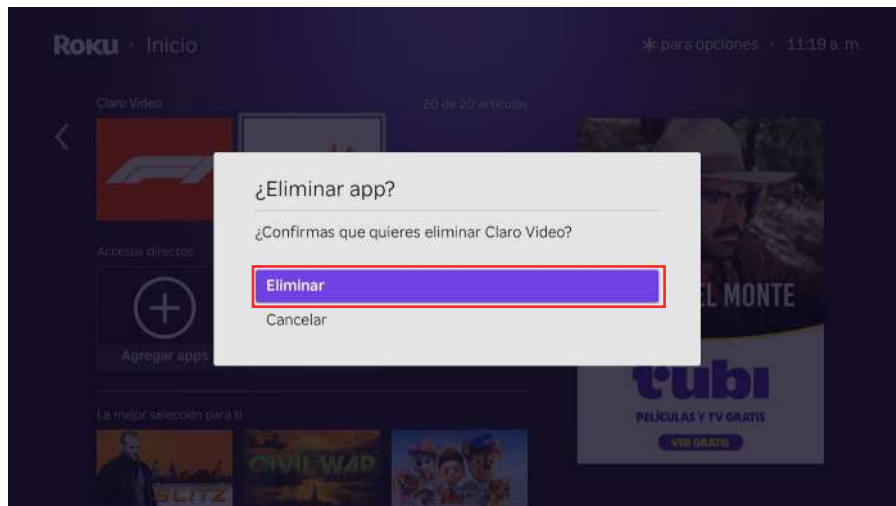 Roku · Inicio
* para opciones · 11:19 a. m.
Claro Video
20 de 20 artículos
¿Eliminar app?
¿Confirmas que quieres eliminar Claro Video?
Eliminar
Cancelar
Accesos directos
Agregar apps
EL MONTE
tubi
PELÍCULAS Y TV GRATIS
VER GRATIS
La mejor selección para ti
BLITZ
CIVIL WAR